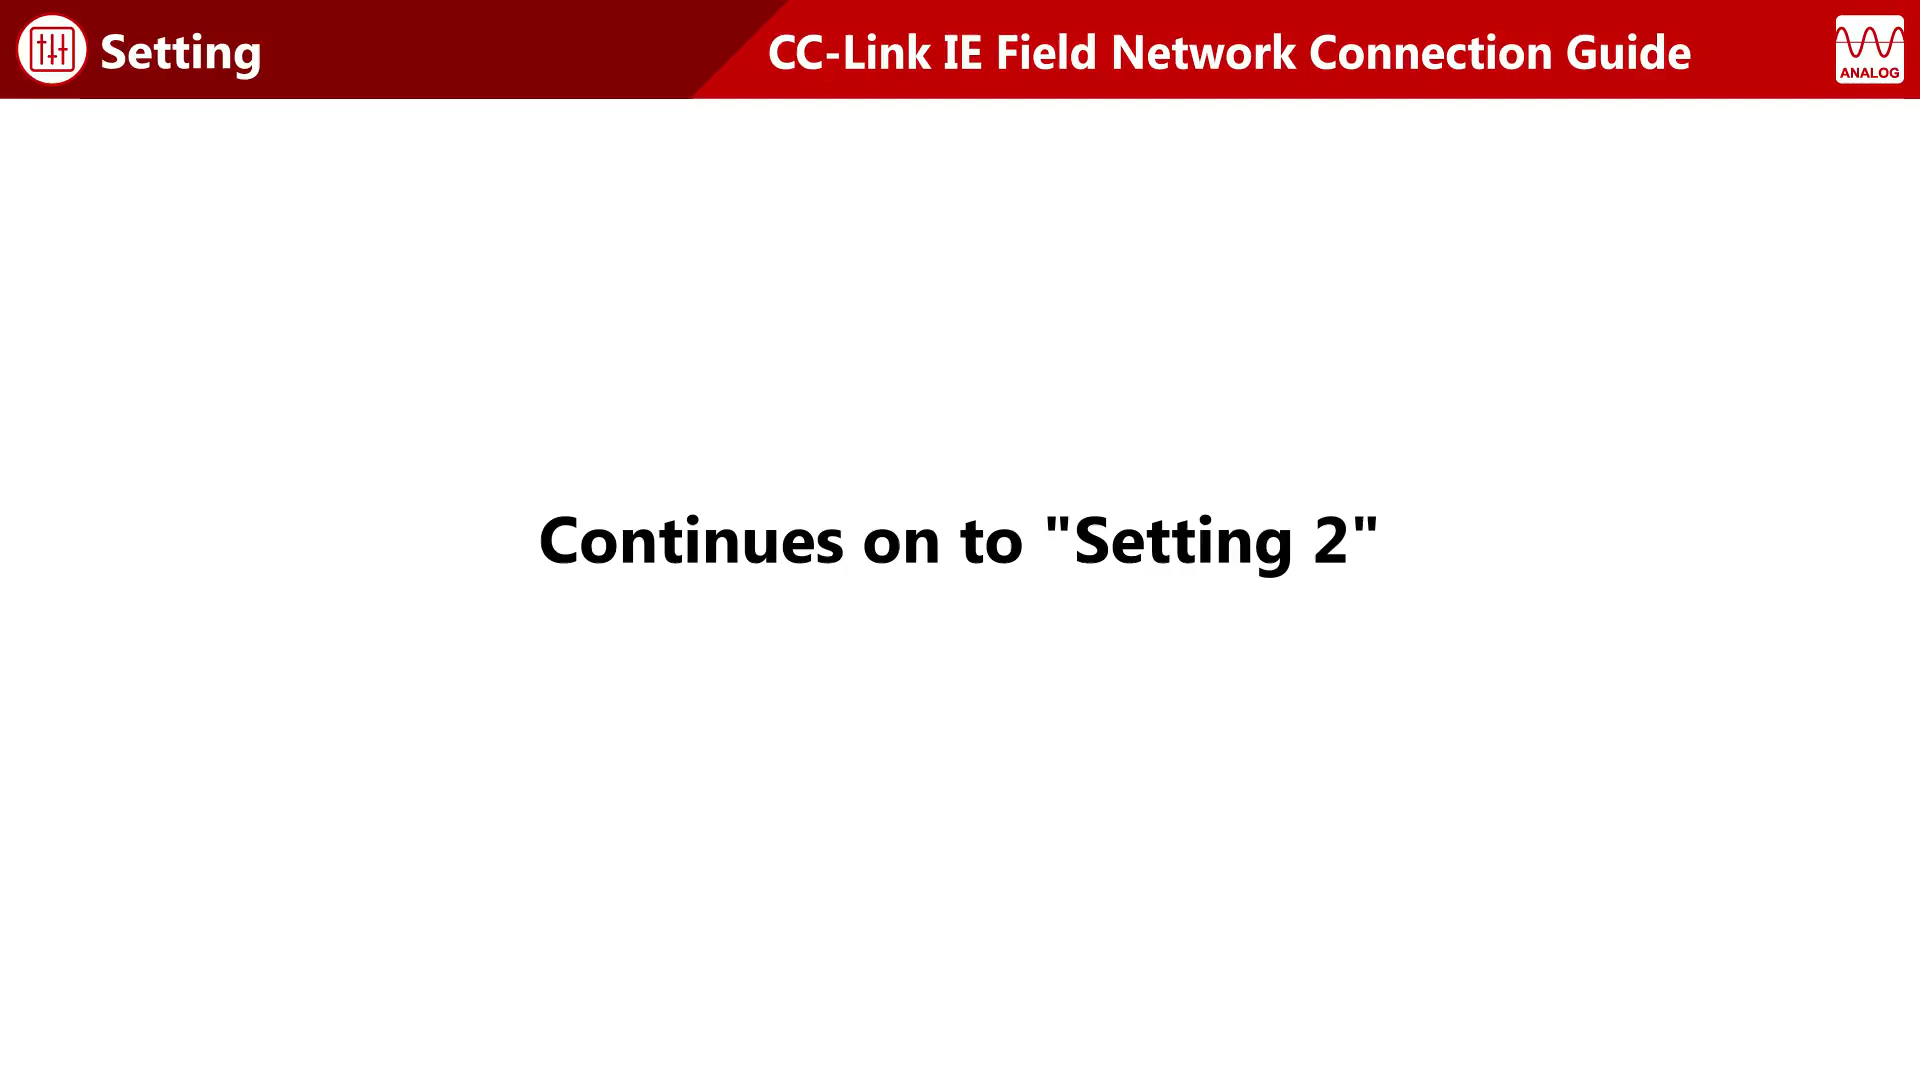 Setting
CC-Link IE Field Network Connection Guide
ANALOG
Continues on to "Setting 2"